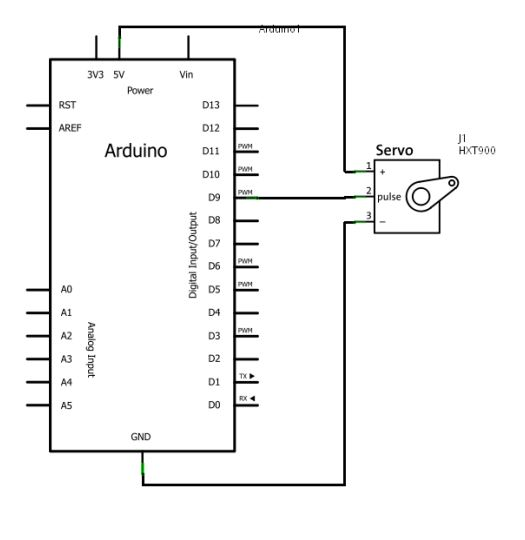 Arduino1
3V3 5V Vin
Power
RST
AREF
Arduino
D13
D12
D11 PWM
D10 PWM
D9 PWM
D8
D7
D6 PWM
D5 PWM
D4
D3 PWM
D2
D1 TX ►
D0 RX ◄
Digital Input/Output
A0
A1
A2
A3
A4
A5
Analog Input
GND
Servo
J1
HXT900
1 +
2 pulse
3 −